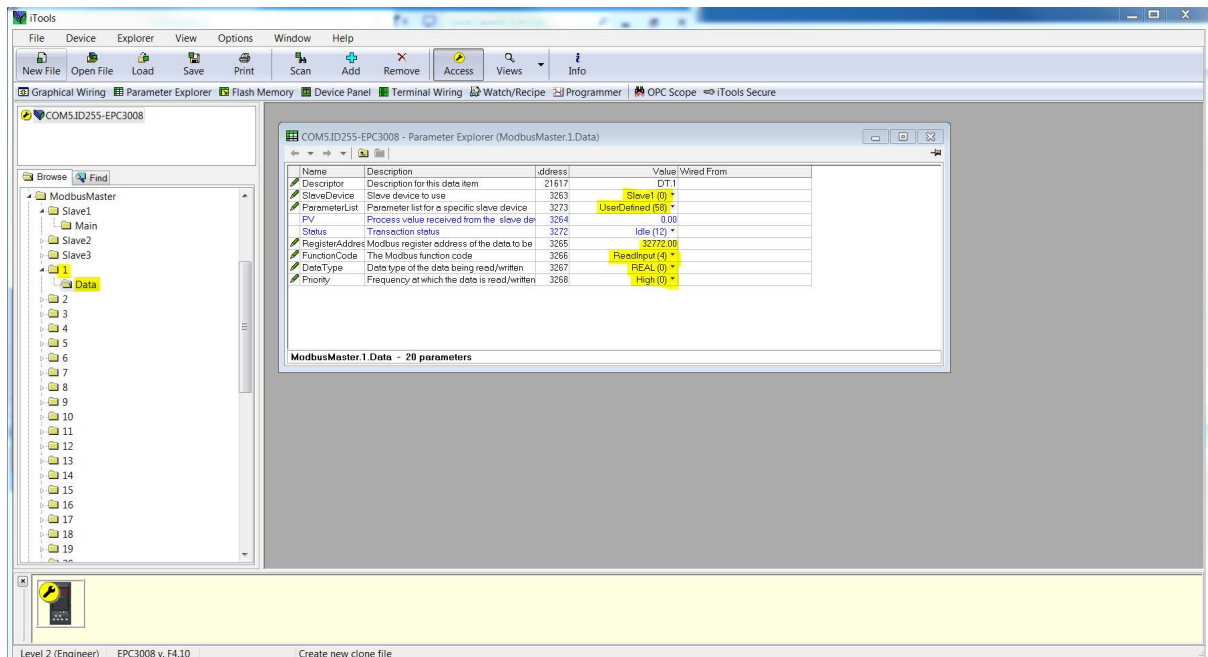 iTools
File Device Explorer View Options Window Help
New File Open File Load Save Print Scan Add Remove Access Views Info
Graphical Wiring Parameter Explorer Flash Memory Device Panel Terminal Wiring Watch/Recipe Programmer OPC Scope iTools Secure
COM5.ID255-EPC3008
Browse Find
ModbusMaster
Slave1
Main
Slave2
Slave3
1
Data
2
3
4
5
6
7
8
9
10
11
12
13
14
15
16
17
18
19
COM5.ID255-EPC3008 - Parameter Explorer (ModbusMaster.1.Data)
Name Description ddress Value Wired From
Descriptor Description for this data item 21617 DT.1
SlaveDevice Slave device to use 3263 Slave1 (0)
ParameterList Parameter list for a specific slave device 3273 UserDefined (58)
PV Process value received from the slave de 3264 0.00
Status Transaction status 3272 Idle (12)
RegisterAddres Modbus register address of the data to be 3265 32772.00
FunctionCode The Modbus function code 3266 ReadInput (4)
DataType Data type of the data being read/written 3267 REAL (0)
Priority Frequency at which the data is read/written 3268 High (0)
ModbusMaster.1.Data - 20 parameters
Level 2 (Engineer) EPC3008 v. F4.10 Create new clone file